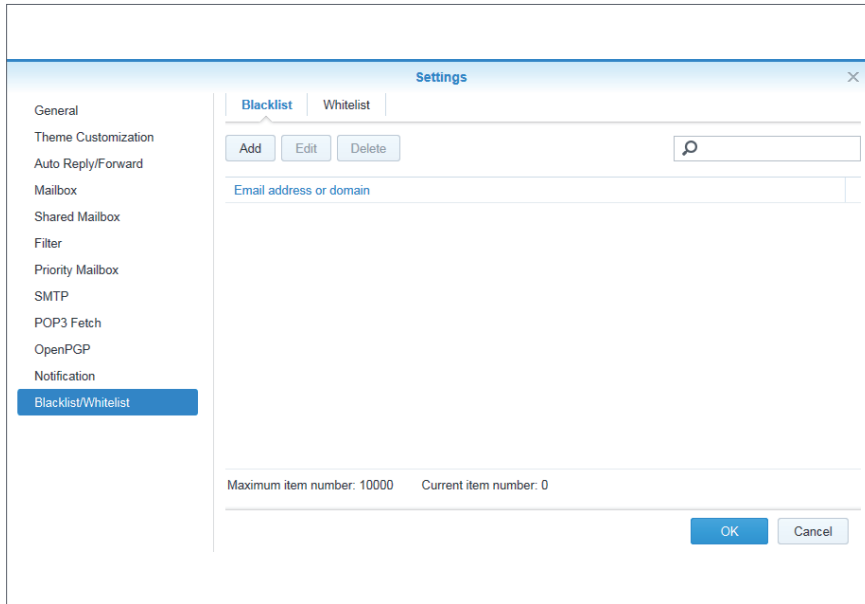 Settings
General
Theme Customization
Auto Reply/Forward
Mailbox
Shared Mailbox
Filter
Priority Mailbox
SMTP
POP3 Fetch
OpenPGP
Notification
Blacklist/Whitelist
Blacklist Whitelist
Add Edit Delete
Email address or domain
Maximum item number: 10000 Current item number: 0
OK Cancel